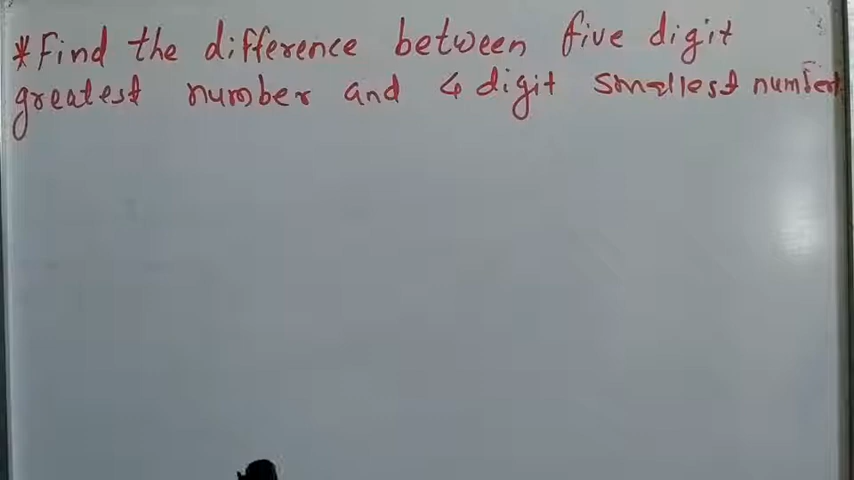 *Find the difference between five digit
greatest number and 4 digit smallest number.